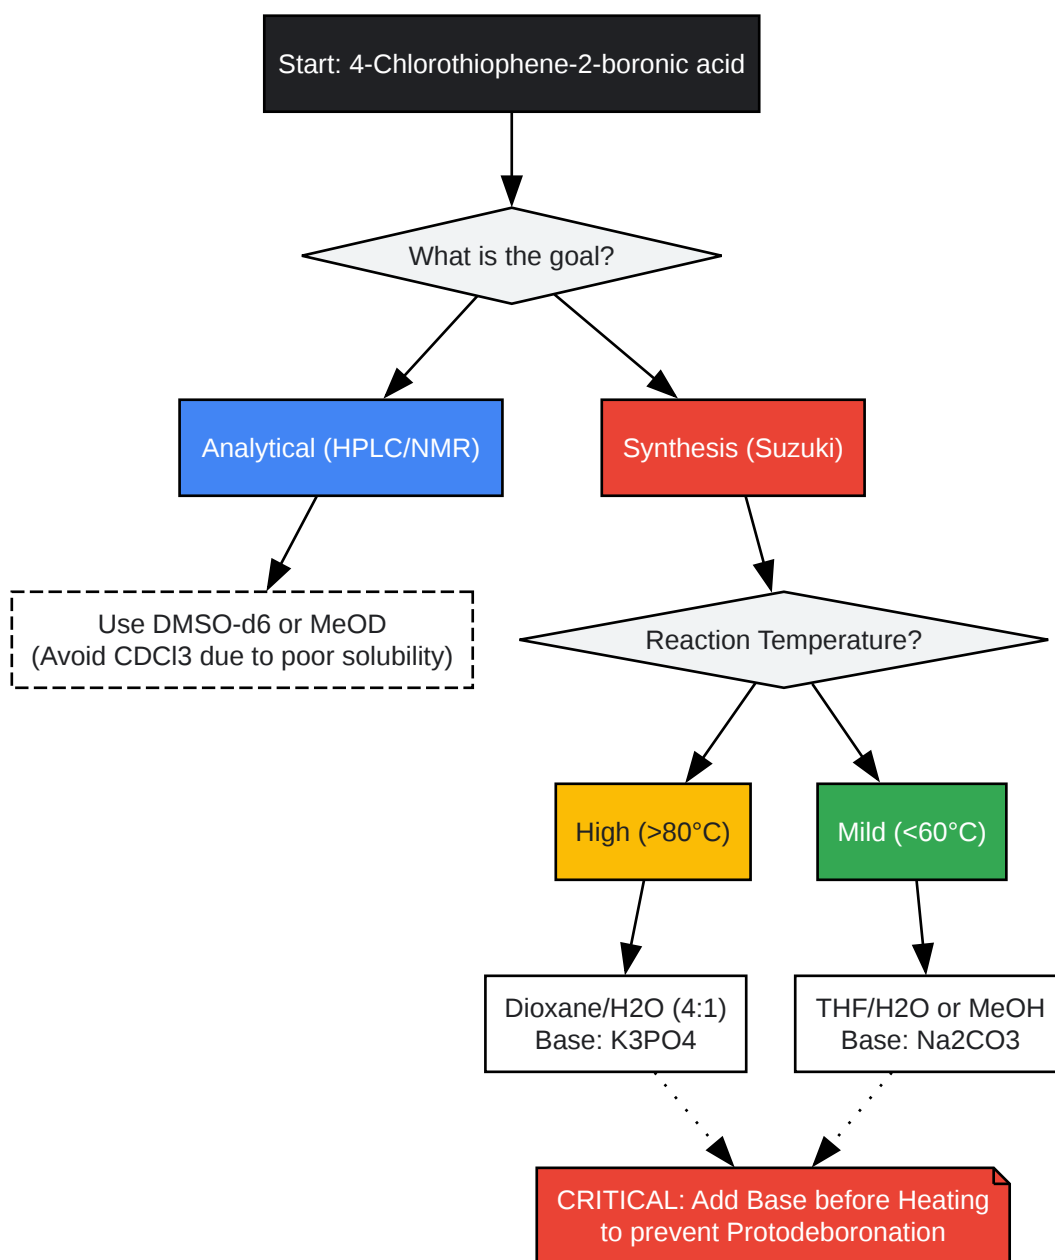 Start: 4-Chlorothiophene-2-boronic acid
What is the goal?
Analytical (HPLC/NMR)
Synthesis (Suzuki)
Use DMSO-d6 or MeOD
(Avoid CDCl3 due to poor solubility)
Reaction Temperature?
High (>80°C)
Mild (<60°C)
Dioxane/H2O (4:1)
Base: K3PO4
THF/H2O or MeOH
Base: Na2CO3
CRITICAL: Add Base before Heating
to prevent Protodeboronation